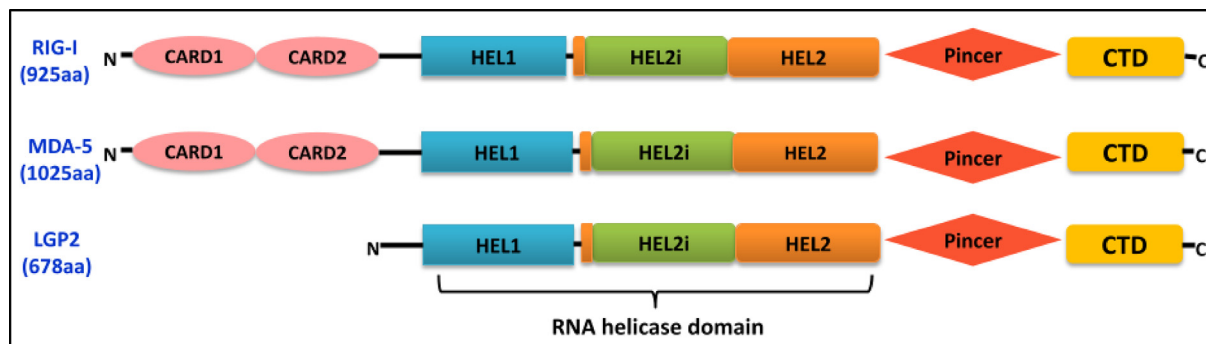 RIG-I
(925aa)
N CARD1 CARD2 HEL1 HEL2i HEL2 Pincer CTD C
MDA-5
(1025aa)
N CARD1 CARD2 HEL1 HEL2i HEL2 Pincer CTD C
LGP2
(678aa)
N HEL1 HEL2i HEL2 Pincer CTD C
RNA helicase domain